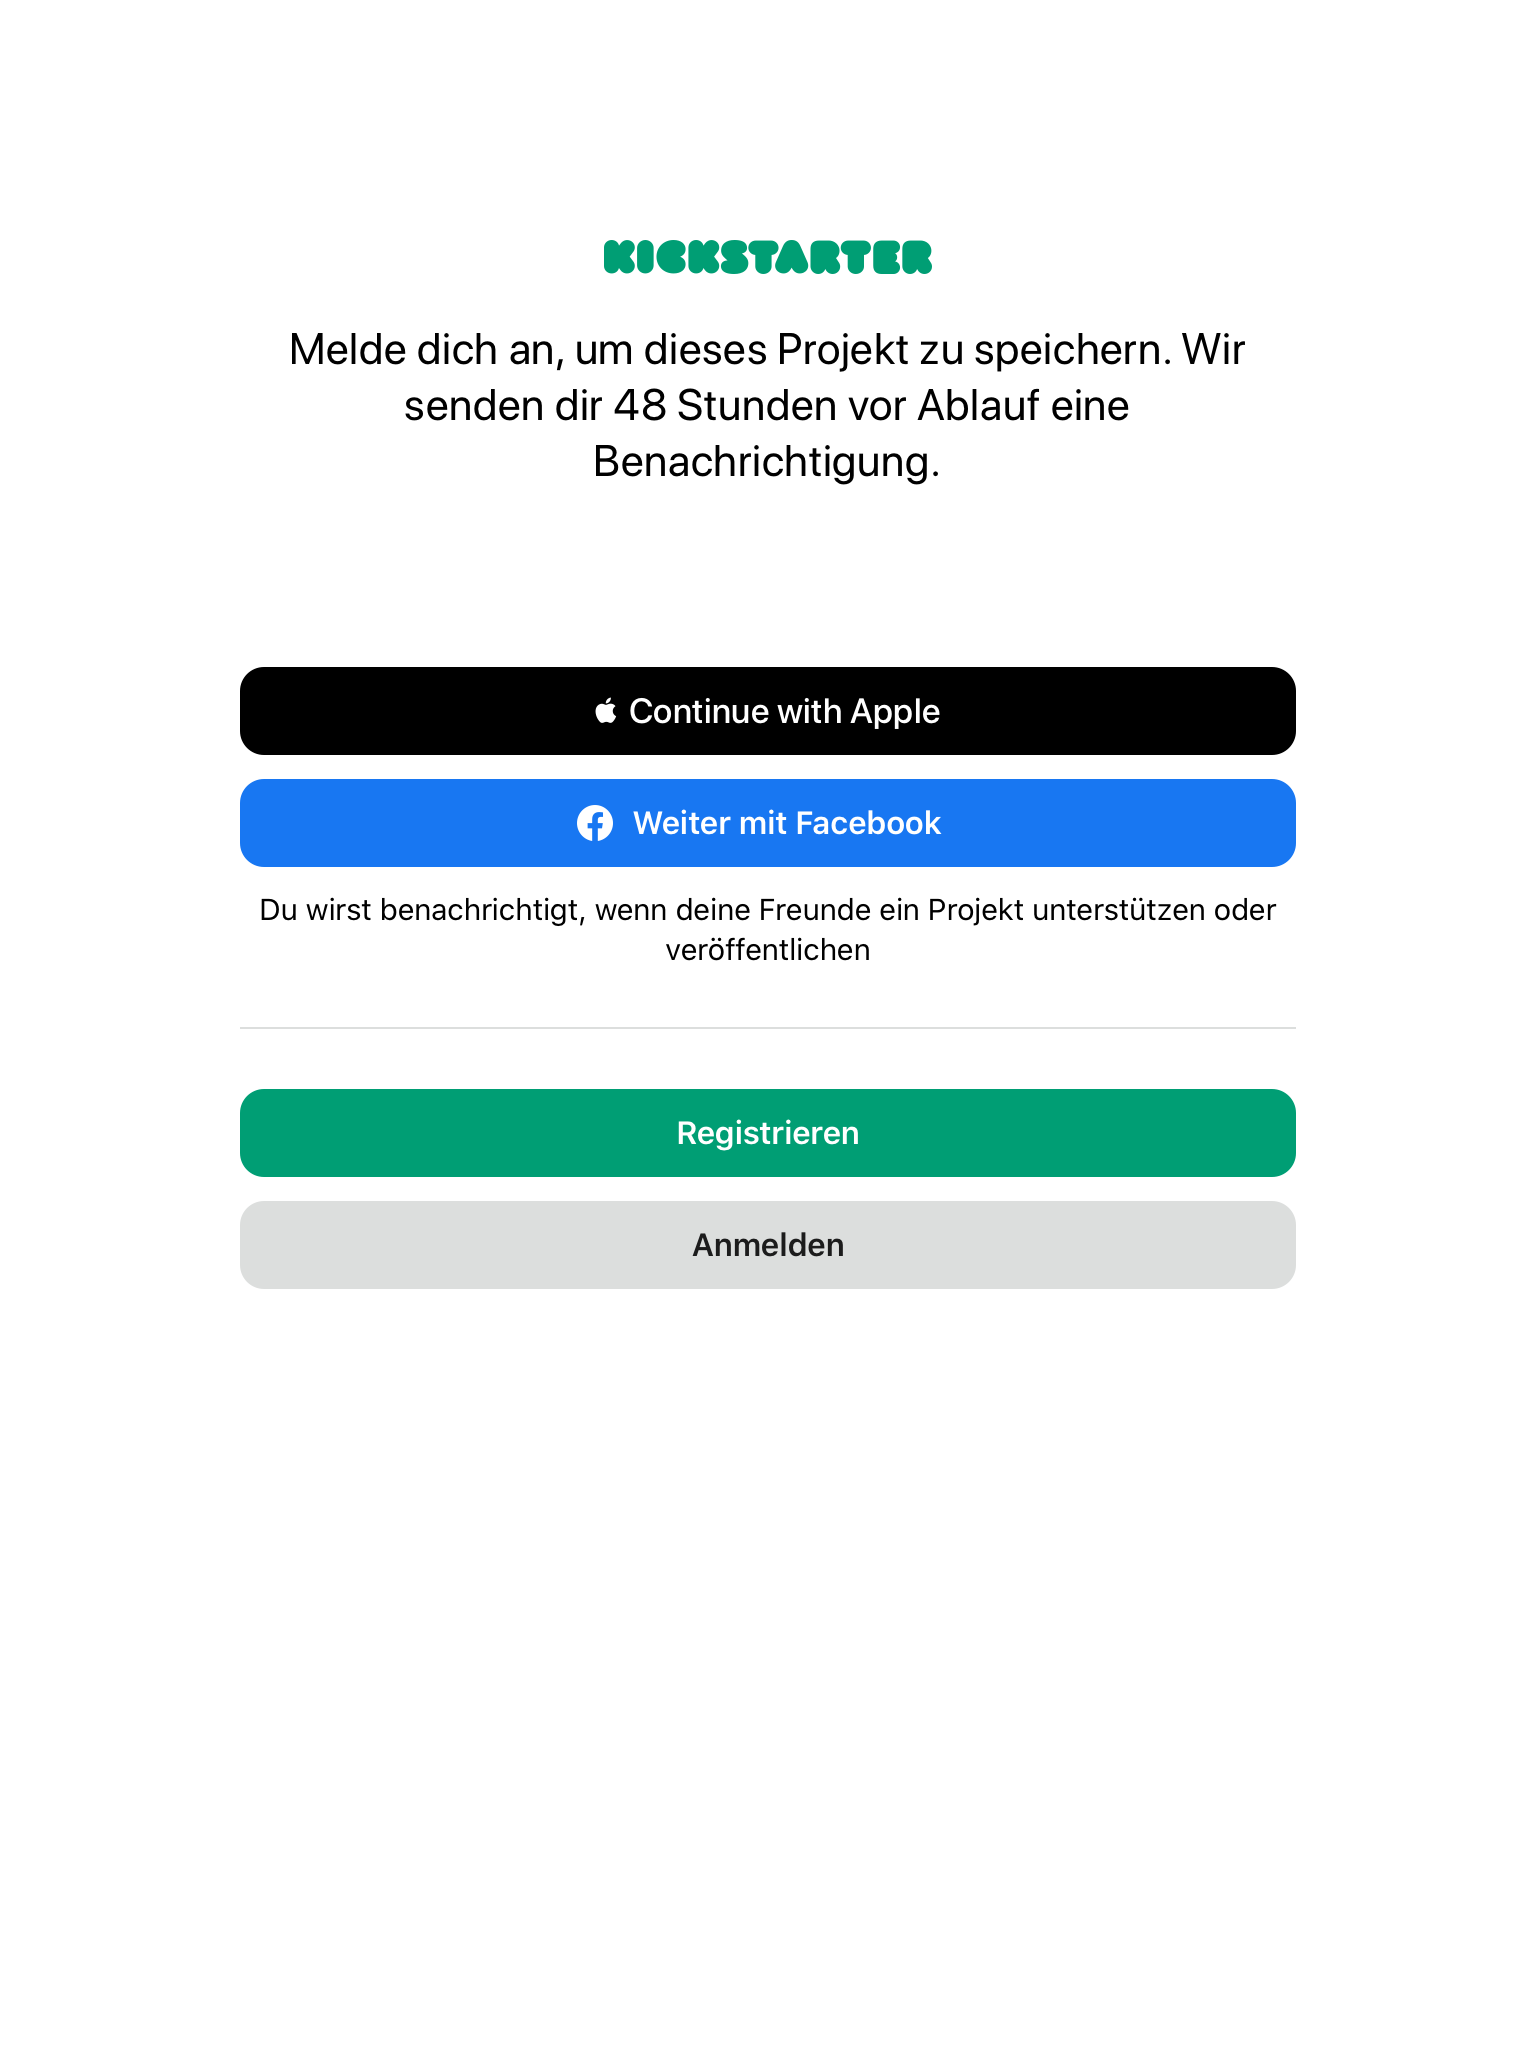 KICKSTARTER
Melde dich an, um dieses Projekt zu speichern. Wir
senden dir 48 Stunden vor Ablauf eine
Benachrichtigung.
Continue with Apple
Weiter mit Facebook
Du wirst benachrichtigt, wenn deine Freunde ein Projekt unterstützen oder
veröffentlichen
Registrieren
Anmelden